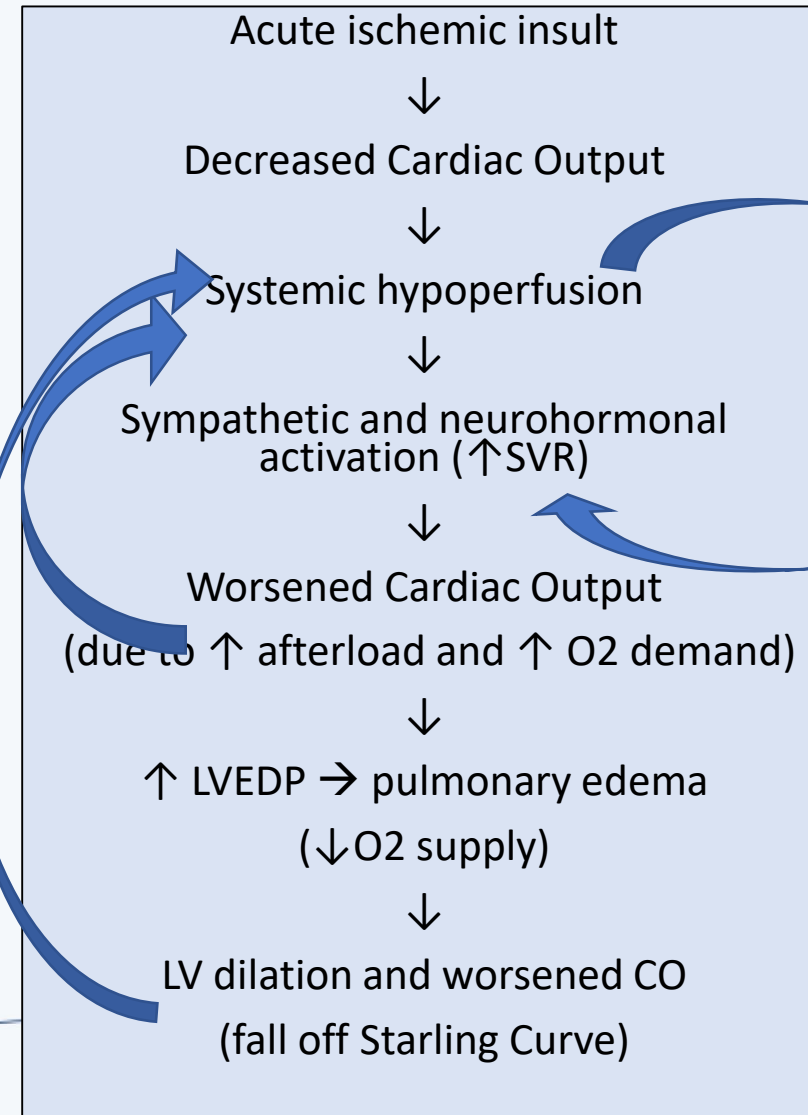 Acute ischemic insult
↓
Decreased Cardiac Output
↓
Systemic hypoperfusion
↓
Sympathetic and neurohormonal
activation (↑SVR)
↓
Worsened Cardiac Output
(due to ↑ afterload and ↑ O2 demand)
↓
↑ LVEDP → pulmonary edema
(↓O2 supply)
↓
LV dilation and worsened CO
(fall off Starling Curve)